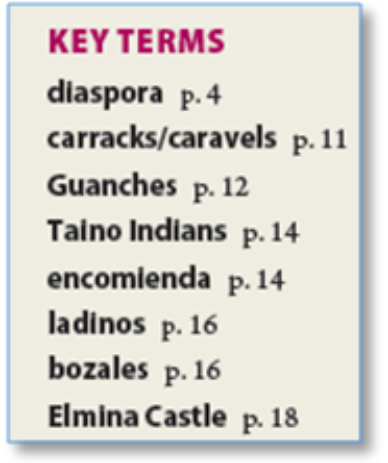 KEY TERMS
diaspora p. 4
carracks/caravels p. 11
Guanches p. 12
Taino Indians p. 14
encomienda p. 14
ladinos p. 16
bozales p. 16
Elmina Castle p. 18